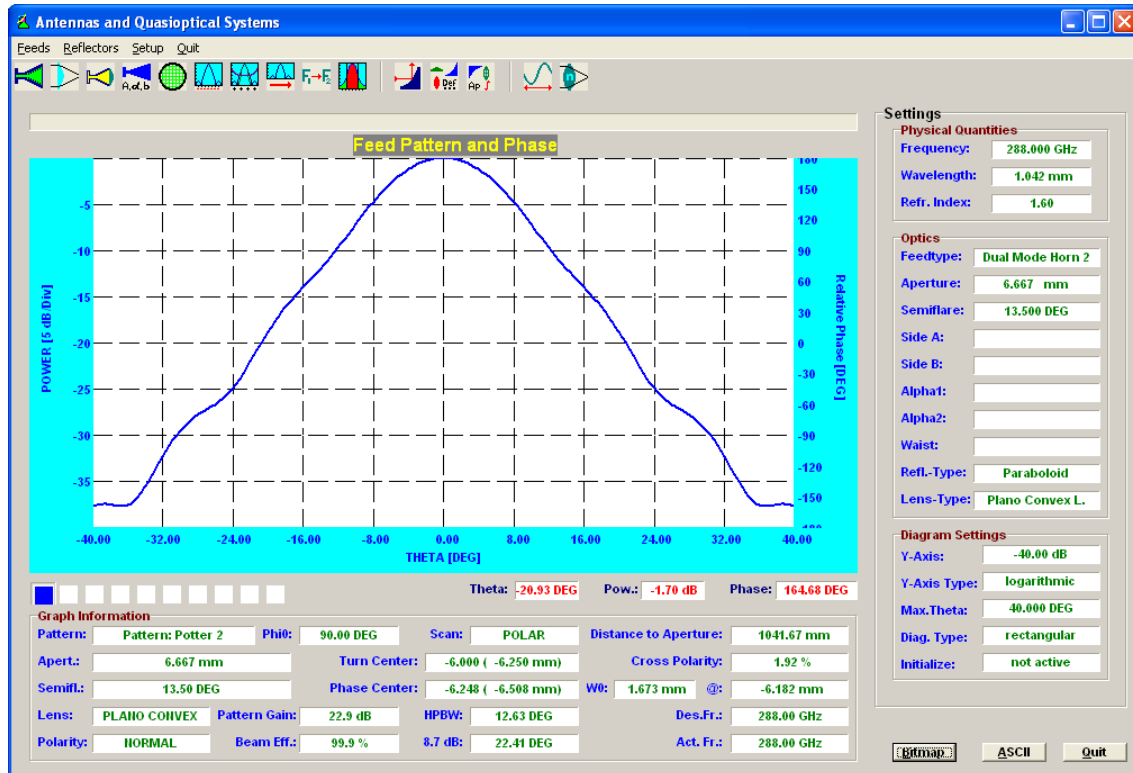 Antennas and Quasioptical Systems
Feeds Reflectors Setup Quit
A,α,b F₁→F₂ Def Ap
Feed Pattern and Phase
POWER [5 dB/Div]
-5
-10
-15
-20
-25
-30
-35
180
150
120
90
60
30
0
-30
-60
-90
-120
-150
-180
Relative Phase [DEG]
-40.00 -32.00 -24.00 -16.00 -8.00 0.00 8.00 16.00 24.00 32.00 40.00
THETA [DEG]
Theta: -20.93 DEG Pow.: -1.70 dB Phase: 164.68 DEG
Graph Information
Pattern: Pattern: Potter 2 Phi0: 90.00 DEG Scan: POLAR Distance to Aperture: 1041.67 mm
Apert.: 6.667 mm Turn Center: -6.000 ( -6.250 mm) Cross Polarity: 1.92 %
Semifl.: 13.50 DEG Phase Center: -6.248 ( -6.508 mm) W0: 1.673 mm @: -6.182 mm
Lens: PLANO CONVEX Pattern Gain: 22.9 dB HPBW: 12.63 DEG Des.Fr.: 288.00 GHz
Polarity: NORMAL Beam Eff.: 99.9 % 8.7 dB: 22.41 DEG Act. Fr.: 288.00 GHz
Settings
Physical Quantities
Frequency: 288.000 GHz
Wavelength: 1.042 mm
Refr. Index: 1.60
Optics
Feedtype: Dual Mode Horn 2
Aperture: 6.667 mm
Semiflare: 13.500 DEG
Side A:
Side B:
Alpha1:
Alpha2:
Waist:
Refl.-Type: Paraboloid
Lens-Type: Plano Convex L.
Diagram Settings
Y-Axis: -40.00 dB
Y-Axis Type: logarithmic
Max.Theta: 40.000 DEG
Diag. Type: rectangular
Initialize: not active
Bitmap ASCII Quit